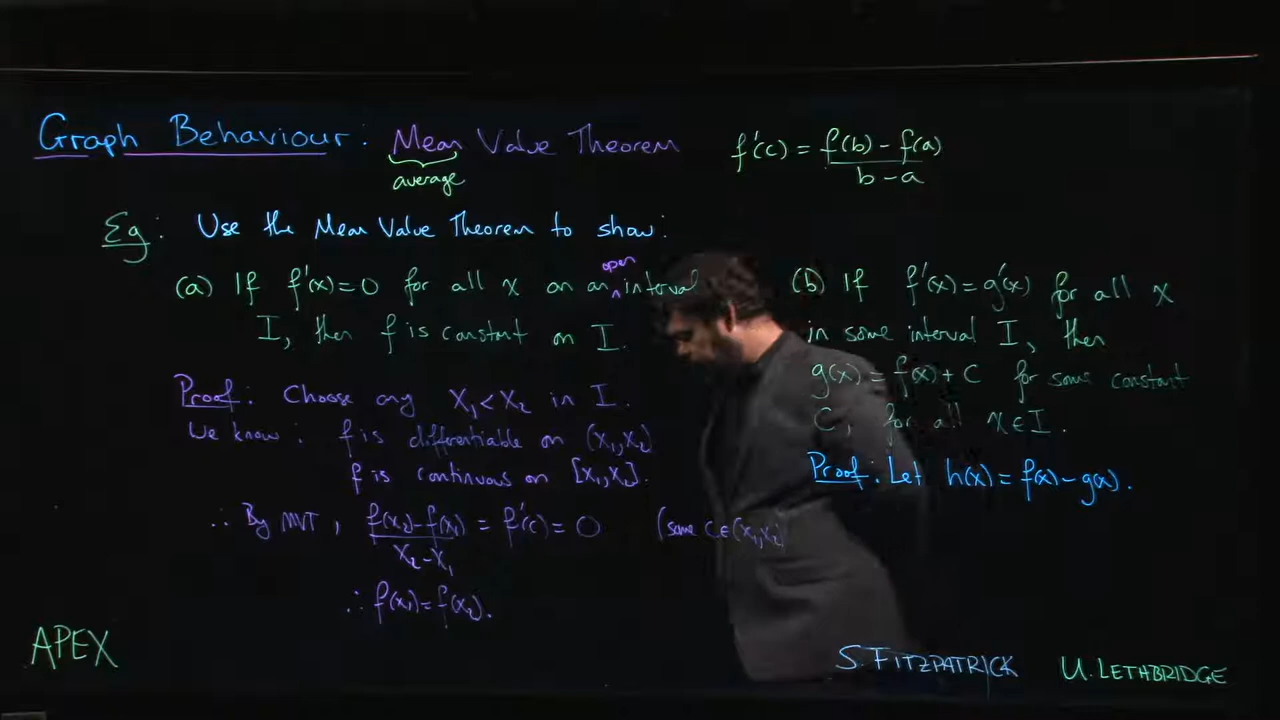 Graph Behaviour: Mean Value Theorem f'(c) = f(b) - f(a) / b - a
average
Eg: Use the Mean Value Theorem to show:
(a) If f'(x)=0 for all x on an open interval
I, then f is constant on I.
Proof: Choose any x₁<x₂ in I.
We know: f is differentiable on (x₁,x₂)
f is continuous on [x₁,x₂].
∴ By MVT, f(x₂)-f(x₁) / x₂-x₁ = f'(c) = 0 (some c∈(x₁,x₂)
∴ f(x₁)=f(x₂).
(b) If f'(x)=g'(x) for all x
in some interval I, then
g(x) = f(x) + C for some constant
C, for all x∈I.
Proof: Let h(x) = f(x) - g(x).
APEX
S. FITZPATRICK U. LETHBRIDGE